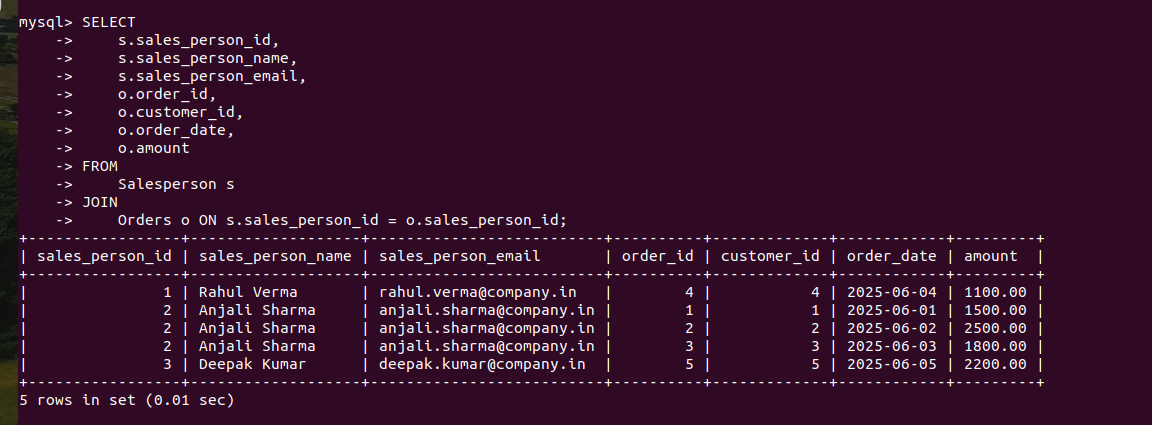 mysql> SELECT
    ->     s.sales_person_id,
    ->     s.sales_person_name,
    ->     s.sales_person_email,
    ->     o.order_id,
    ->     o.customer_id,
    ->     o.order_date,
    ->     o.amount
    -> FROM
    ->     Salesperson s
    -> JOIN
    ->     Orders o ON s.sales_person_id = o.sales_person_id;
+-----------------+-------------------+--------------------------+----------+-------------+------------+---------+
| sales_person_id | sales_person_name | sales_person_email       | order_id | customer_id | order_date | amount  |
+-----------------+-------------------+--------------------------+----------+-------------+------------+---------+
|               1 | Rahul Verma       | rahul.verma@company.in   |        4 |           4 | 2025-06-04 | 1100.00 |
|               2 | Anjali Sharma     | anjali.sharma@company.in |        1 |           1 | 2025-06-01 | 1500.00 |
|               2 | Anjali Sharma     | anjali.sharma@company.in |        2 |           2 | 2025-06-02 | 2500.00 |
|               2 | Anjali Sharma     | anjali.sharma@company.in |        3 |           3 | 2025-06-03 | 1800.00 |
|               3 | Deepak Kumar      | deepak.kumar@company.in  |        5 |           5 | 2025-06-05 | 2200.00 |
+-----------------+-------------------+--------------------------+----------+-------------+------------+---------+
5 rows in set (0.01 sec)